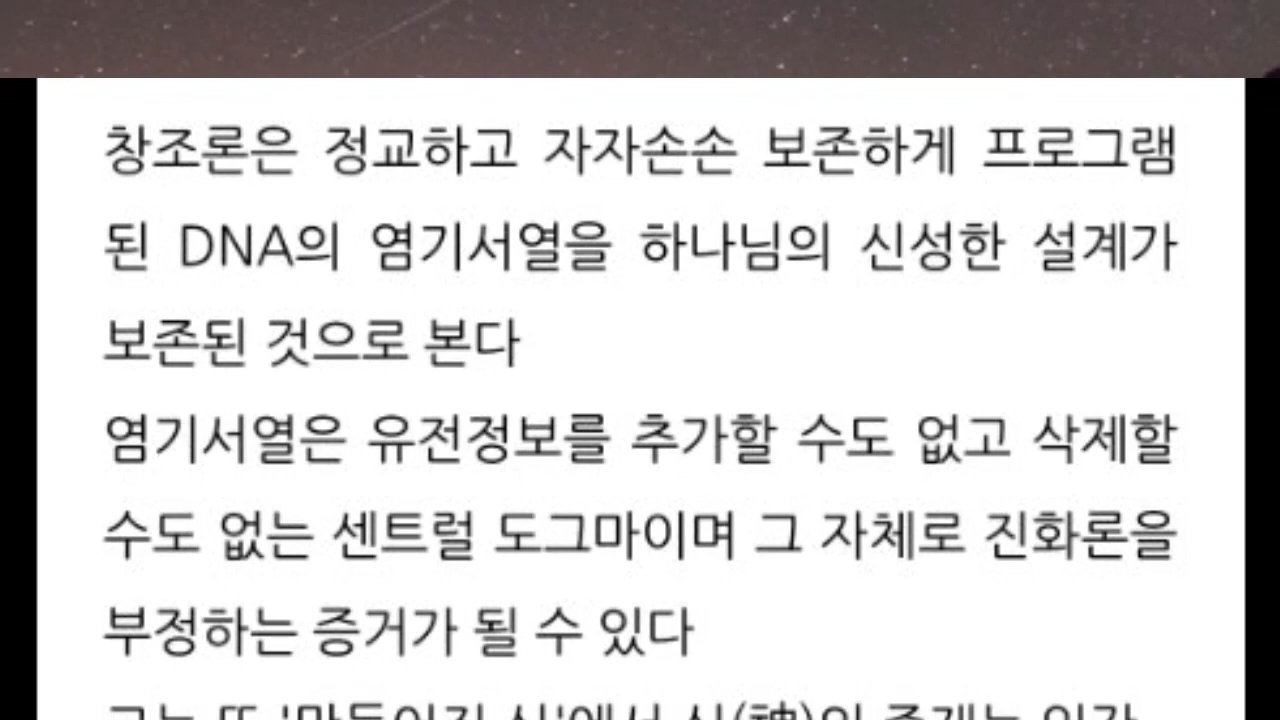 창조론은 정교하고 자자손손 보존하게 프로그램
된 DNA의 염기서열을 하나님의 신성한 설계가
보존된 것으로 본다
염기서열은 유전정보를 추가할 수도 없고 삭제할
수도 없는 센트럴 도그마이며 그 자체로 진화론을
부정하는 증거가 될 수 있다